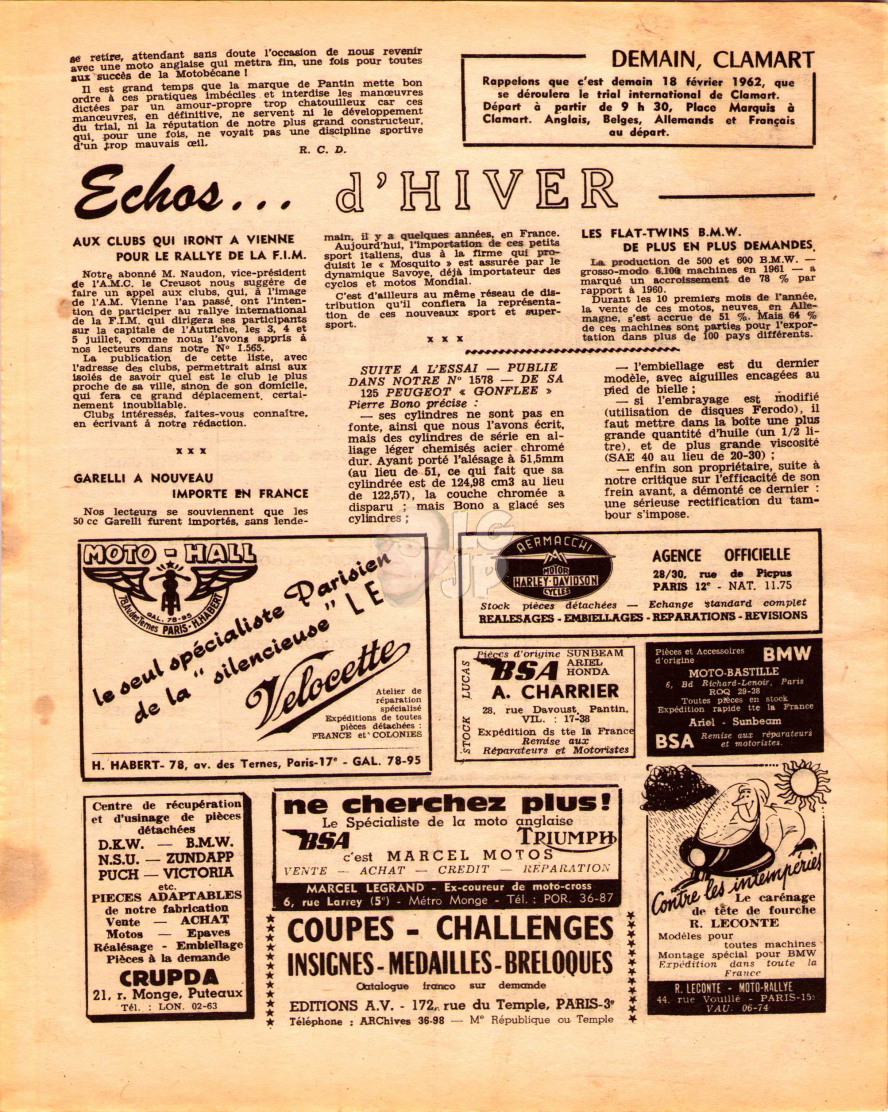 se retire, attendant sans doute l'occasion de nous revenir
avec une moto anglaise qui mettra fin, une fois pour toutes
aux succès de la Motobécane !
Il est grand temps que la marque de Pantin mette bon
ordre à ces pratiques imbéciles et interdise les manœuvres
dictées par un amour-propre trop chatouilleux car ces
manœuvres, en définitive, ne servent ni le développement
du trial, ni la réputation de notre plus grand constructeur,
qui, pour une fois, ne voyait pas une discipline sportive
d'un trop mauvais œil.
R. C. D.
DEMAIN, CLAMART
Rappelons que c'est demain 18 février 1962, que
se déroulera le trial international de Clamart.
Départ à partir de 9 h 30, Place Marquis à
Clamart. Anglais, Belges, Allemands et Français
au départ.
Echos... d'HIVER
AUX CLUBS QUI IRONT A VIENNE
POUR LE RALLYE DE LA F.I.M.
Notre abonné M. Naudon, vice-président
de l'A.M.C. le Creusot nous suggère de
faire un appel aux clubs, qui, à l'image
de l'A.M. Vienne l'an passé, ont l'inten-
tion de participer au rallye international
de la F.I.M. qui dirigera ses participants
sur la capitale de l'Autriche, les 3, 4 et
5 juillet, comme nous l'avons appris à
nos lecteurs dans notre N° 1.565.
La publication de cette liste, avec
l'adresse des clubs, permettrait ainsi aux
isolés de savoir quel est le club le plus
proche de sa ville, sinon de son domicile,
qui fera ce grand déplacement, certai-
nement inoubliable.
Clubs intéressés, faites-vous connaître,
en écrivant à notre rédaction.
x x x
GARELLI A NOUVEAU
IMPORTE EN FRANCE
Nos lecteurs se souviennent que les
50 cc Garelli furent importés, sans lende-
main, il y a quelques années, en France.
Aujourd'hui, l'importation de ces petits
sport italiens, dus à la firme qui pro-
duisit le « Mosquito » est assurée par le
dynamique Savoye, déjà importateur des
cyclos et motos Mondial.
C'est d'ailleurs au même réseau de dis-
tribution qu'il confiera la représenta-
tion de ces nouveaux sport et super-
sport.
x x x
LES FLAT-TWINS B.M.W.
DE PLUS EN PLUS DEMANDES.
La production de 500 et 600 B.M.W. —
grosso-modo 6.100 machines en 1961 — a
marqué un accroissement de 78 % par
rapport à 1960.
Durant les 10 premiers mois de l'année,
la vente de ces motos, neuves, en Alle-
magne, s'est accrue de 51 %. Mais 64 %
de ces machines sont parties pour l'expor-
tation dans plus de 100 pays différents.
SUITE A L'ESSAI — PUBLIE
DANS NOTRE N° 1578 — DE SA
125 PEUGEOT « GONFLEE »
Pierre Bono précise :
— ses cylindres ne sont pas en
fonte, ainsi que nous l'avons écrit,
mais des cylindres de série en al-
liage léger chemisés acier chromé
dur. Ayant porté l'alésage à 51,5mm
(au lieu de 51, ce qui fait que sa
cylindrée est de 124,98 cm3 au lieu
de 122,57), la couche chromée a
disparu : mais Bono a glacé ses
cylindres ;
— l'embiellage est du dernier
modèle, avec aiguilles encagées au
pied de bielle ;
— si l'embrayage est modifié
(utilisation de disques Ferodo), il
faut mettre dans la boîte une plus
grande quantité d'huile (un 1/2 li-
tre), et de plus grande viscosité
(SAE 40 au lieu de 20-30) ;
— enfin son propriétaire, suite à
notre critique sur l'efficacité de son
frein avant, a démonté ce dernier :
une sérieuse rectification du tam-
bour s'impose.
JG
JP
MOTO - HALL
78 Av. des Ternes PARIS - H. HABERT
GAL. 78-95
le seul spécialiste Parisien
de la "silencieuse" LE
Velocette
Atelier de
réparation
spécialisé
Expéditions de toutes
pièces détachées :
FRANCE et COLONIES
H. HABERT- 78, av. des Ternes, Paris-17e - GAL. 78-95
AERMACCHI
MOTOR
HARLEY-DAVIDSON
CYCLES
AGENCE OFFICIELLE
28/30, rue de Picpus
PARIS 12e - NAT. 11.75
Stock pièces détachées — Echange standard complet
REALESAGES - EMBIELLAGES - REPARATIONS - REVISIONS
STOCK LUCAS
Pièces d'origine SUNBEAM
BSA ARIEL
HONDA
A. CHARRIER
28, rue Davoust, Pantin,
VIL. : 17-38
Expédition ds tte la France
Remise aux
Réparateurs et Motoristes
Pièces et Accessoires
d'origine BMW
MOTO-BASTILLE
6, Bd Richard-Lenoir, Paris
ROQ 29-28
Toutes pièces en stock
Expédition rapide tte la France
Ariel - Sunbeam
BSA Remise aux réparateurs
et motoristes.
Centre de récupération
et d'usinage de pièces
détachées
D.K.W. — B.M.W.
N.S.U. — ZUNDAPP
PUCH — VICTORIA
etc.
PIECES ADAPTABLES
de notre fabrication
Vente — ACHAT
Motos — Epaves
Réalésage - Embiellage
Pièces à la demande
CRUPDA
21, r. Monge, Puteaux
Tél. : LON. 02-63
ne cherchez plus!
Le Spécialiste de la moto anglaise
BSA TRIUMPH
c'est MARCEL MOTOS
VENTE — ACHAT — CREDIT — REPARATION
MARCEL LEGRAND - Ex-coureur de moto-cross
6, rue Larrey (5e) - Métro Monge - Tél. : POR. 36-87
COUPES - CHALLENGES
INSIGNES - MEDAILLES - BRELOQUES
Catalogue franco sur demande
EDITIONS A.V. - 172, rue du Temple, PARIS-3e
Téléphone : ARChives 36-98 — Me République ou Temple
Contre les intempéries
Le carénage
de tête de fourche
R. LECONTE
Modèles pour
toutes machines
Montage spécial pour BMW
Expédition dans toute la
France
R. LECONTE - MOTO-RALLYE
44, rue Vouillé - PARIS-15e
VAU. 06-74